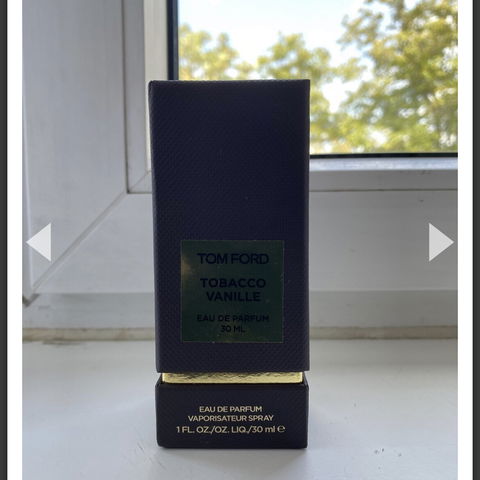 TOM FORD
TOBACCO
VANILLE
EAU DE PARFUM
30 ML
EAU DE PARFUM
VAPORISATEUR SPRAY
1 FL. OZ./OZ. LIQ./30 ml ℮